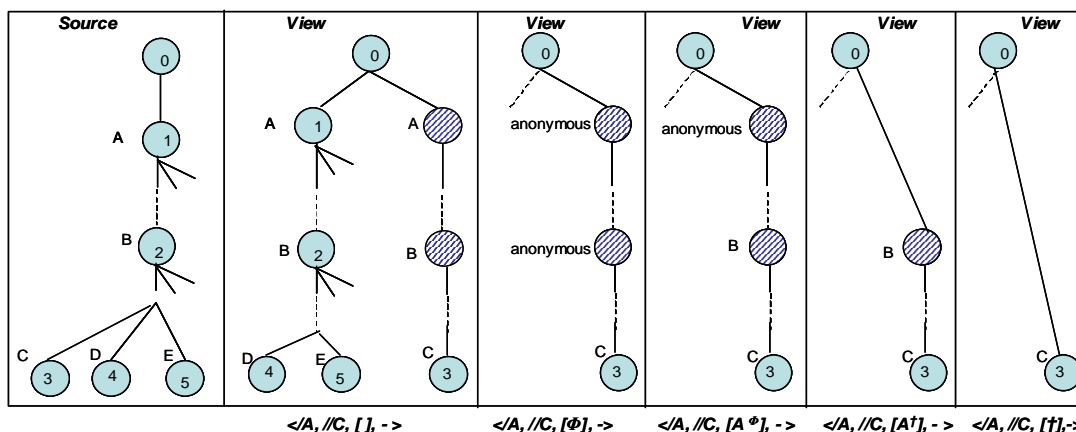 Source View View View View View
0 0 0 0 0 0
A 1 A 1 A anonymous anonymous
B 2 B 2 B anonymous B B
C D E D E C C C C C
3 4 5 4 5 3 3 3 3 3
</A, //C, [ ], - > </A, //C, [Φ], -> </A, //C, [A Φ], -> </A, //C, [A†], - > </A, //C, [†],->